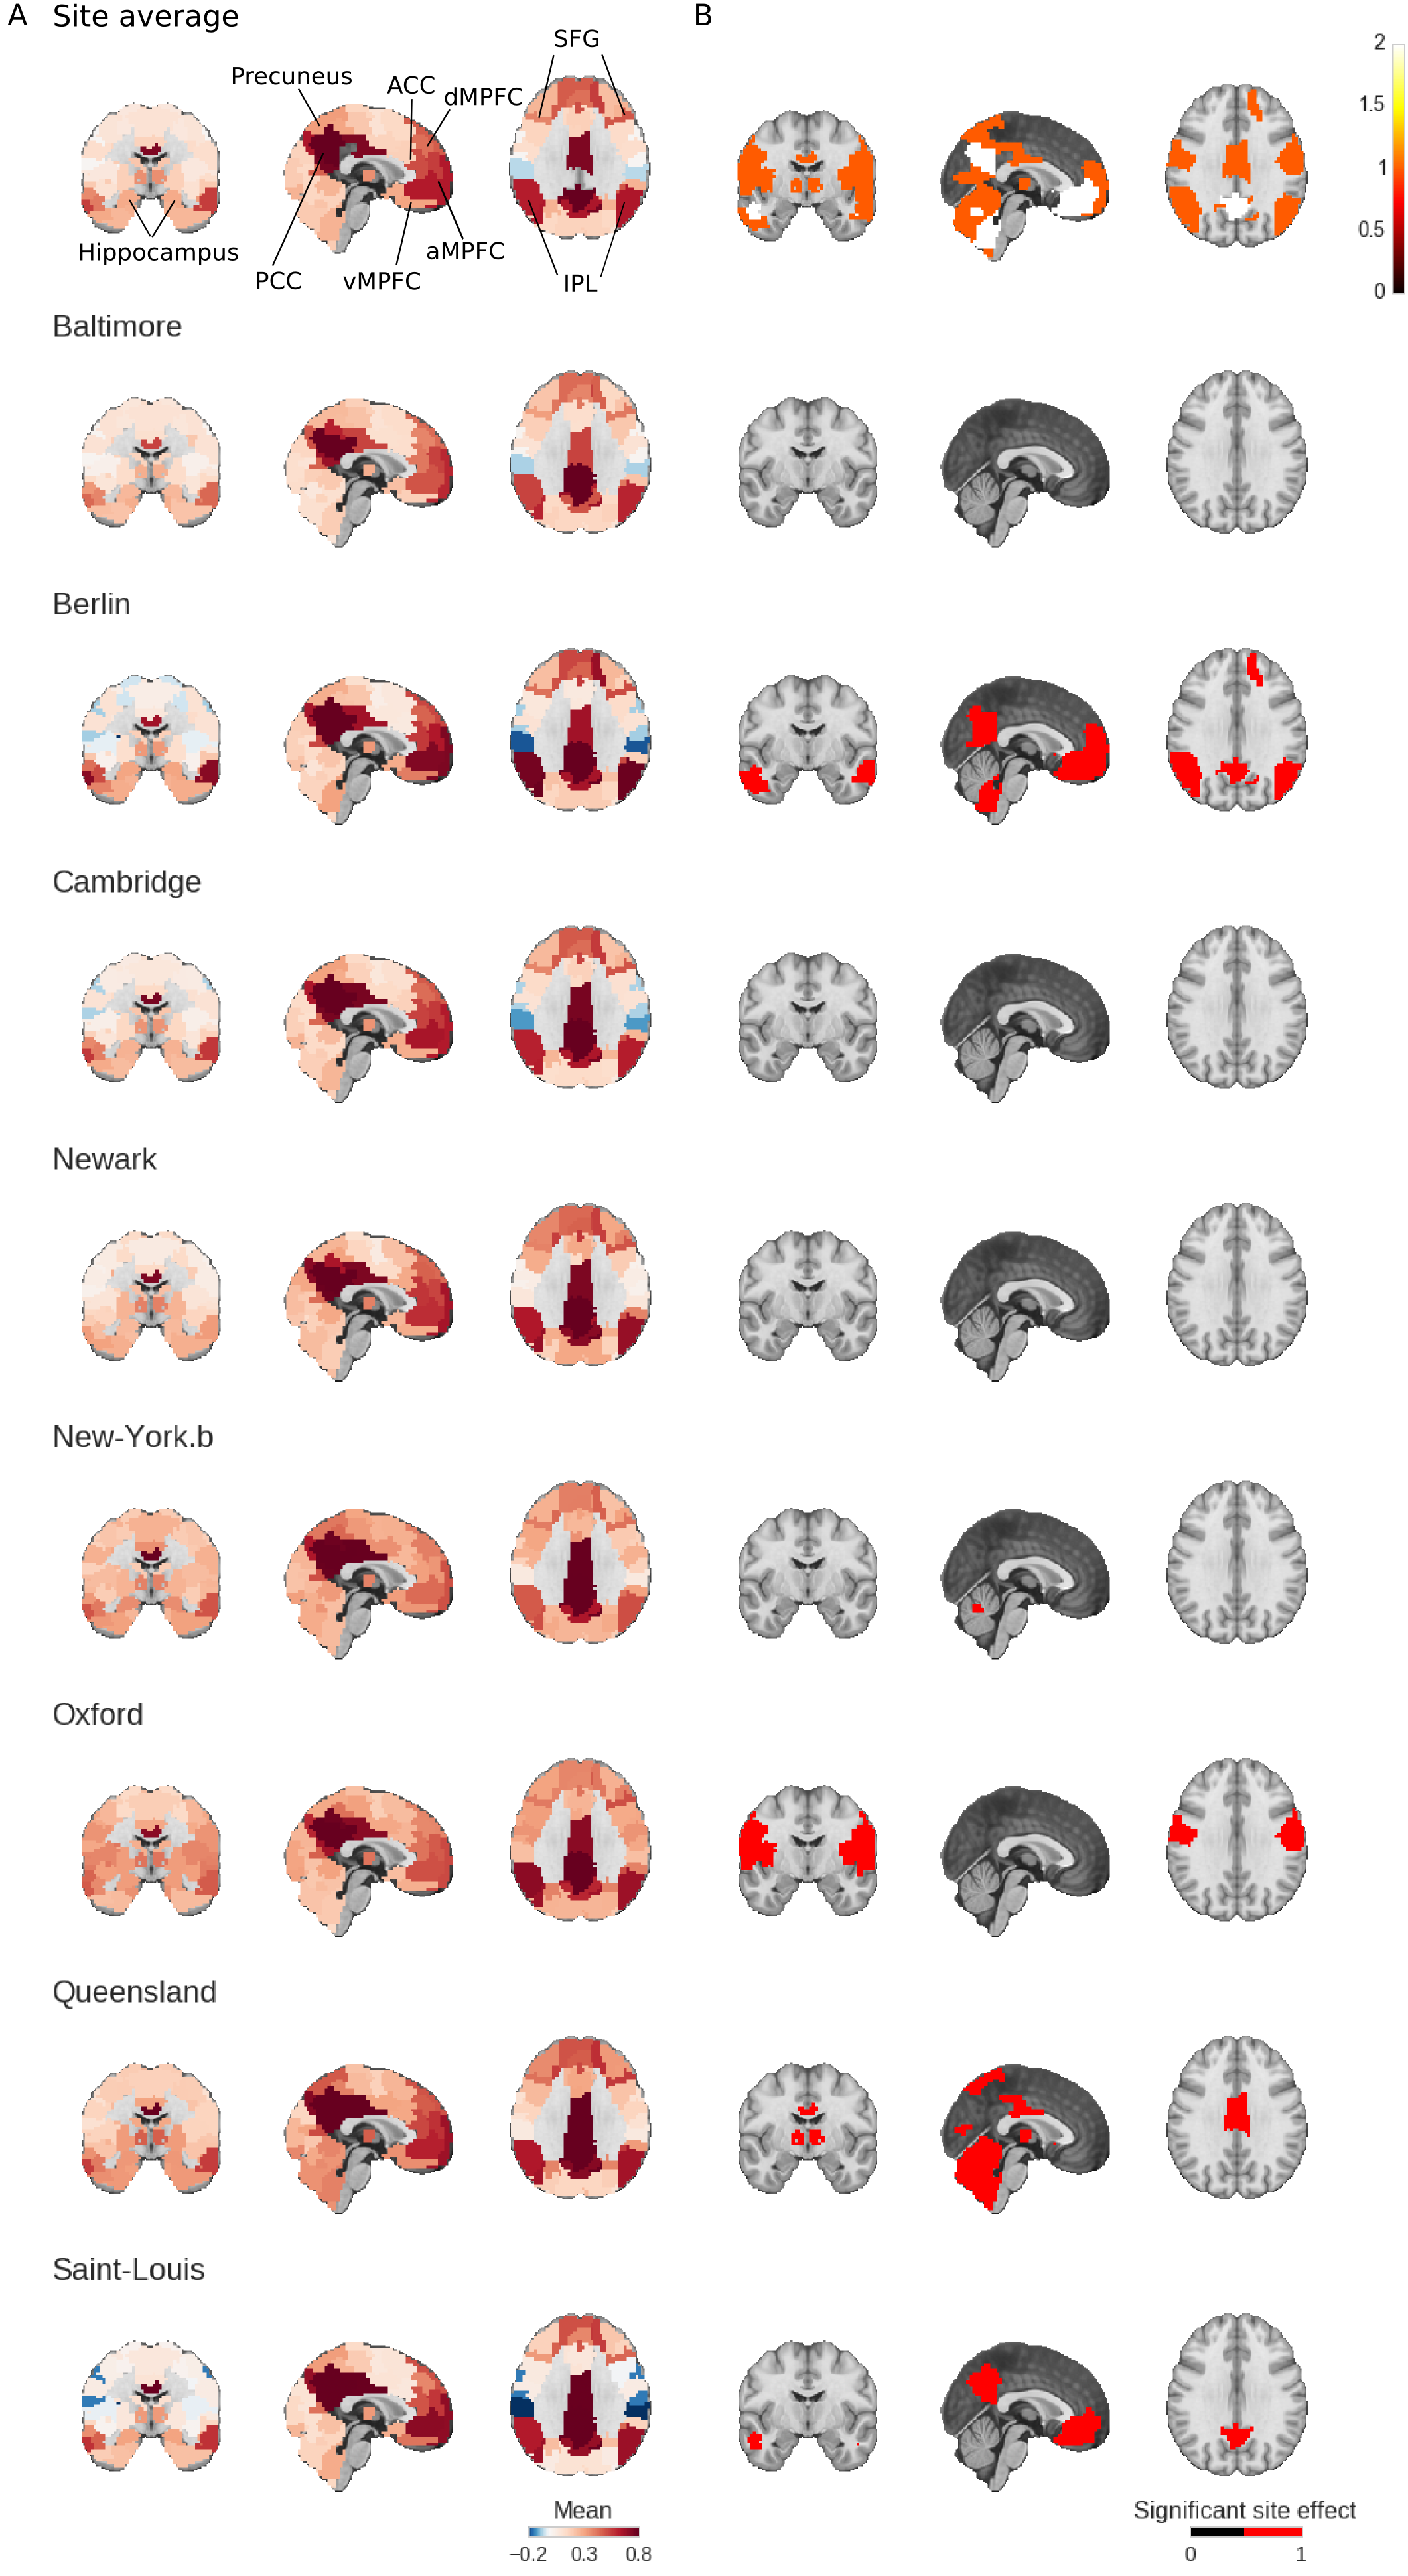 A Site average
B
SFG
Precuneus
ACC
dMPFC
Hippocampus
PCC
vMPFC
aMPFC
IPL
2
1.5
1
0.5
0
Baltimore
Berlin
Cambridge
Newark
New-York.b
Oxford
Queensland
Saint-Louis
Mean
−0.2 0.3 0.8
Significant site effect
0 1